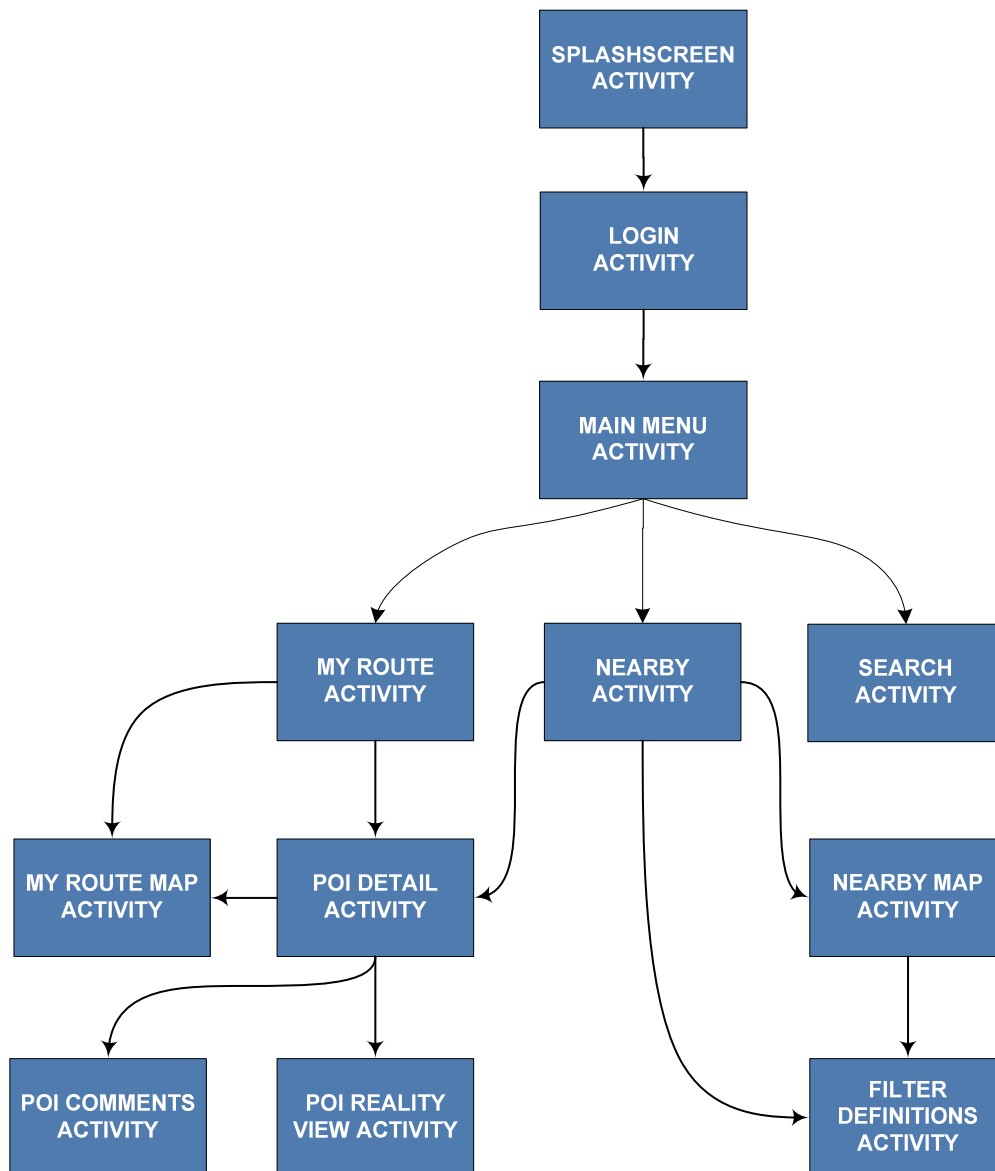 SPLASHSCREEN
ACTIVITY
LOGIN
ACTIVITY
MAIN MENU
ACTIVITY
MY ROUTE
ACTIVITY
NEARBY
ACTIVITY
SEARCH
ACTIVITY
MY ROUTE MAP
ACTIVITY
POI DETAIL
ACTIVITY
NEARBY MAP
ACTIVITY
POI COMMENTS
ACTIVITY
POI REALITY
VIEW ACTIVITY
FILTER
DEFINITIONS
ACTIVITY